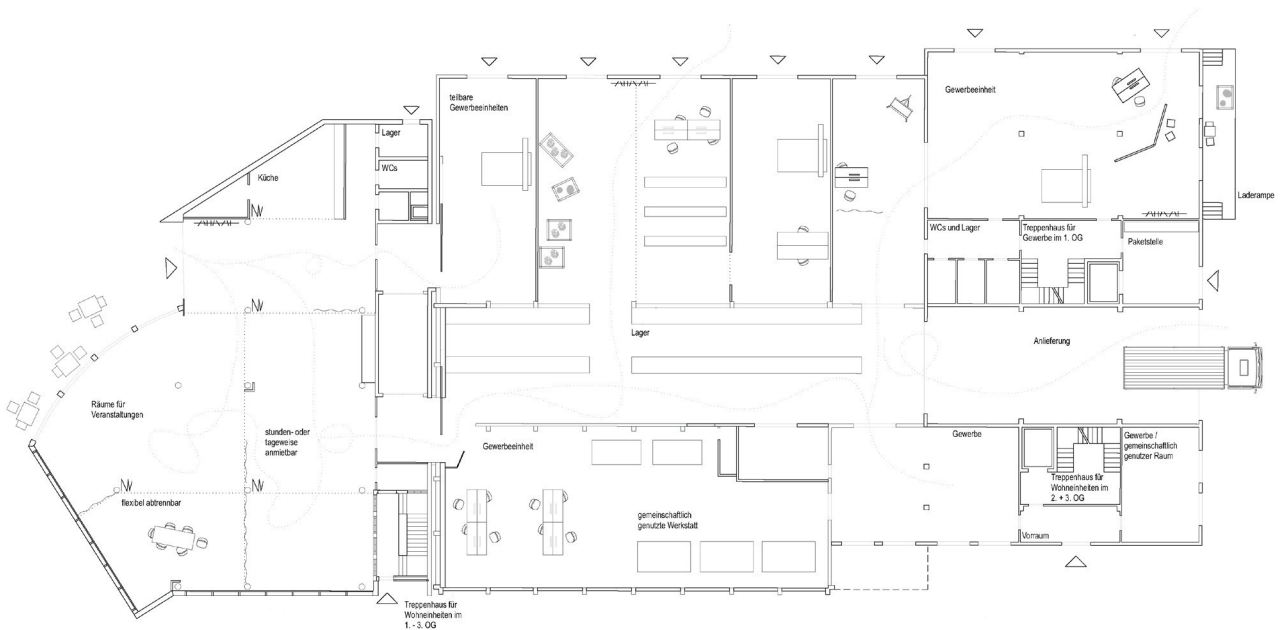 teilbare
Gewerbeeinheiten
Gewerbeeinheit
Lager
WCs
Küche
Laderampe
WCs und Lager
Treppenhaus für
Gewerbe im 1. OG
Paketstelle
Lager
Anlieferung
Räume für
Veranstaltungen
stunden- oder
tageweise
anmietbar
Gewerbeeinheit
Gewerbe
Gewerbe /
gemeinschaftlich
genutzer Raum
Treppenhaus für
Wohneinheiten im
2. + 3. OG
flexibel abtrennbar
gemeinschaftlich
genutzte Werkstatt
Vorraum
Treppenhaus für
Wohneinheiten im
1. - 3. OG